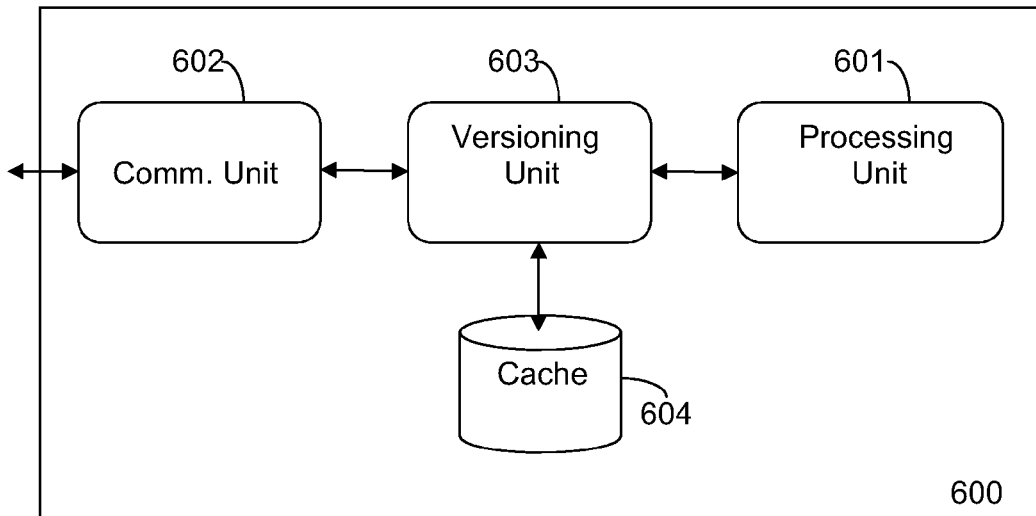 602
603
601
Comm. Unit
Versioning
Unit
Processing
Unit
Cache
604
600